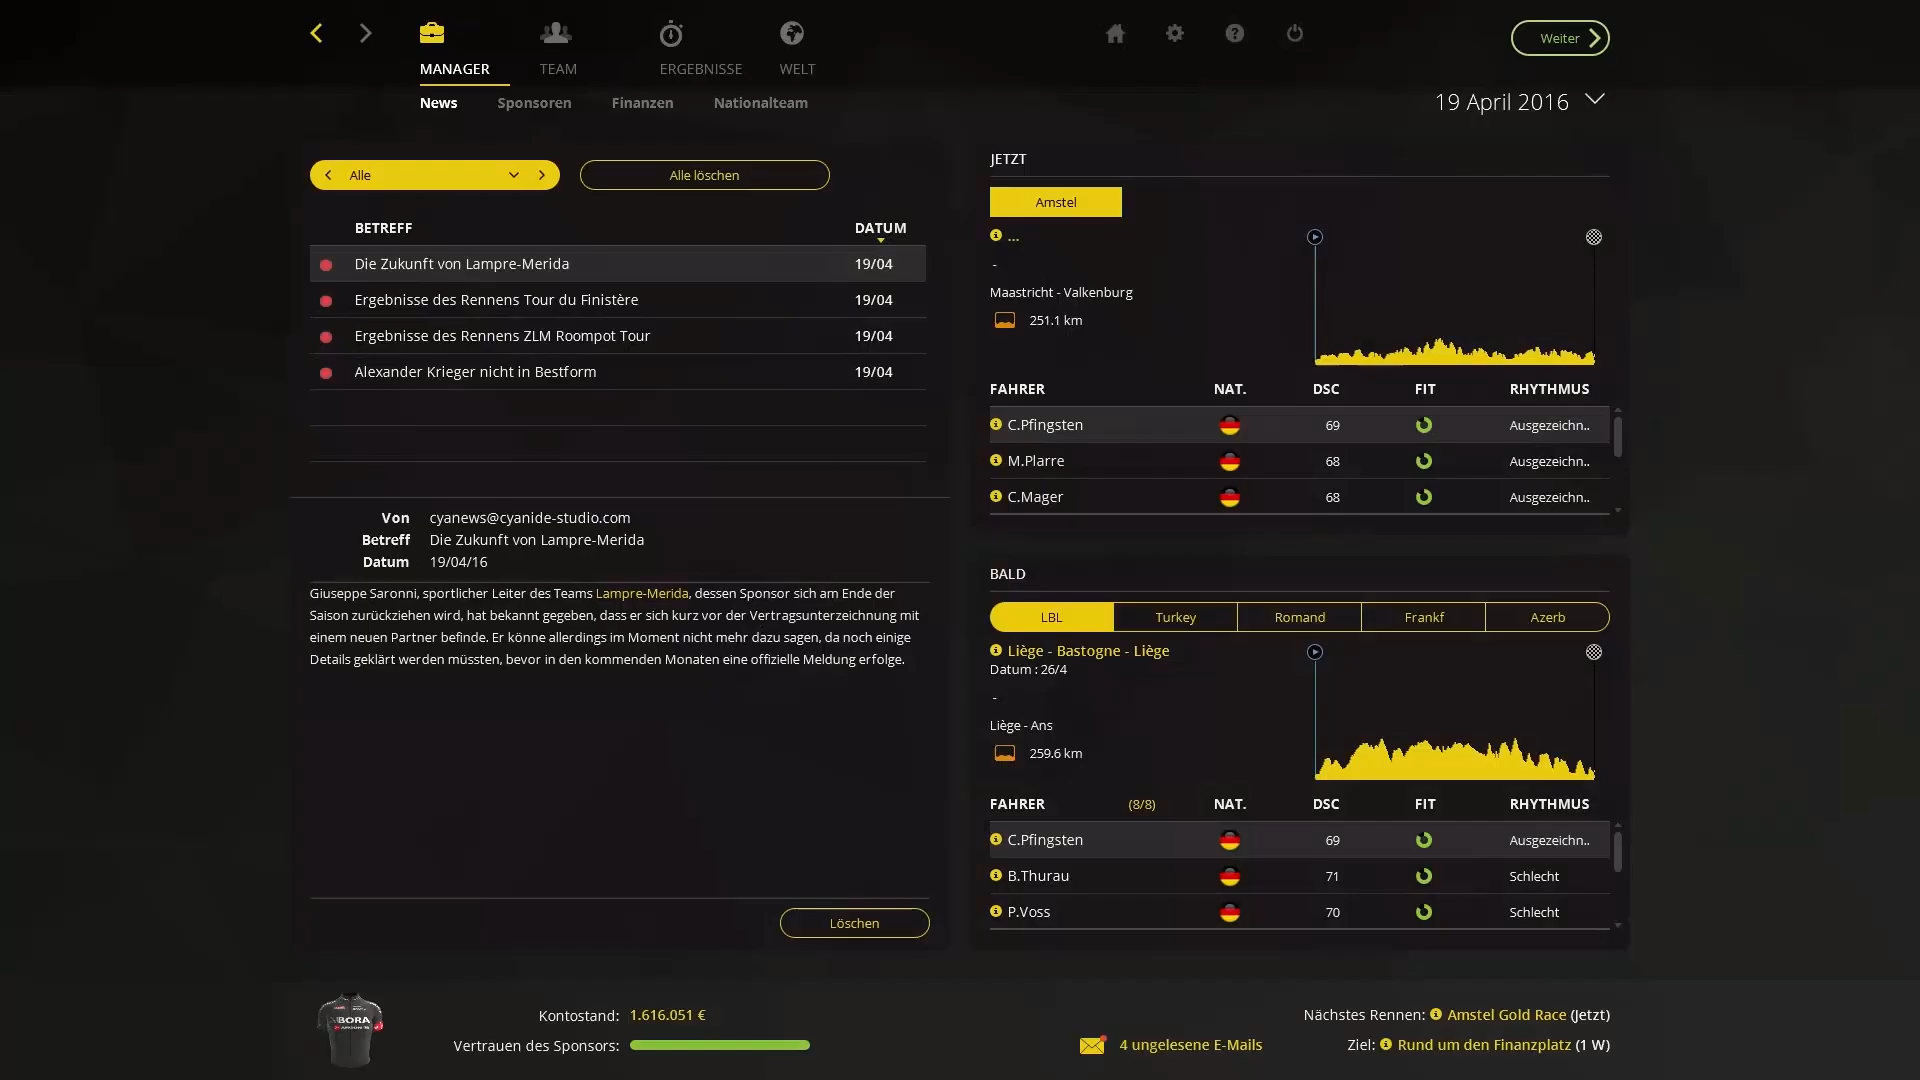 MANAGER
TEAM
ERGEBNISSE
WELT
Weiter
News
Sponsoren
Finanzen
Nationalteam
19 April 2016
Alle
Alle löschen
BETREFF DATUM
Die Zukunft von Lampre-Merida 19/04
Ergebnisse des Rennens Tour du Finistère 19/04
Ergebnisse des Rennens ZLM Roompot Tour 19/04
Alexander Krieger nicht in Bestform 19/04
Von cyanews@cyanide-studio.com
Betreff Die Zukunft von Lampre-Merida
Datum 19/04/16
Giuseppe Saronni, sportlicher Leiter des Teams Lampre-Merida, dessen Sponsor sich am Ende der
Saison zurückziehen wird, hat bekannt gegeben, dass er sich kurz vor der Vertragsunterzeichnung mit
einem neuen Partner befinde. Er könne allerdings im Moment nicht mehr dazu sagen, da noch einige
Details geklärt werden müssten, bevor in den kommenden Monaten eine offizielle Meldung erfolge.
Löschen
JETZT
Amstel
...
-
Maastricht - Valkenburg
251.1 km
FAHRER NAT. DSC FIT RHYTHMUS
C.Pfingsten 69 Ausgezeichn..
M.Plarre 68 Ausgezeichn..
C.Mager 68 Ausgezeichn..
BALD
LBL Turkey Romand Frankf Azerb
Liège - Bastogne - Liège
Datum : 26/4
-
Liège - Ans
259.6 km
FAHRER (8/8) NAT. DSC FIT RHYTHMUS
C.Pfingsten 69 Ausgezeichn..
B.Thurau 71 Schlecht
P.Voss 70 Schlecht
BORA
Kontostand: 1.616.051 €
Vertrauen des Sponsors:
4 ungelesene E-Mails
Nächstes Rennen: Amstel Gold Race (Jetzt)
Ziel: Rund um den Finanzplatz (1 W)